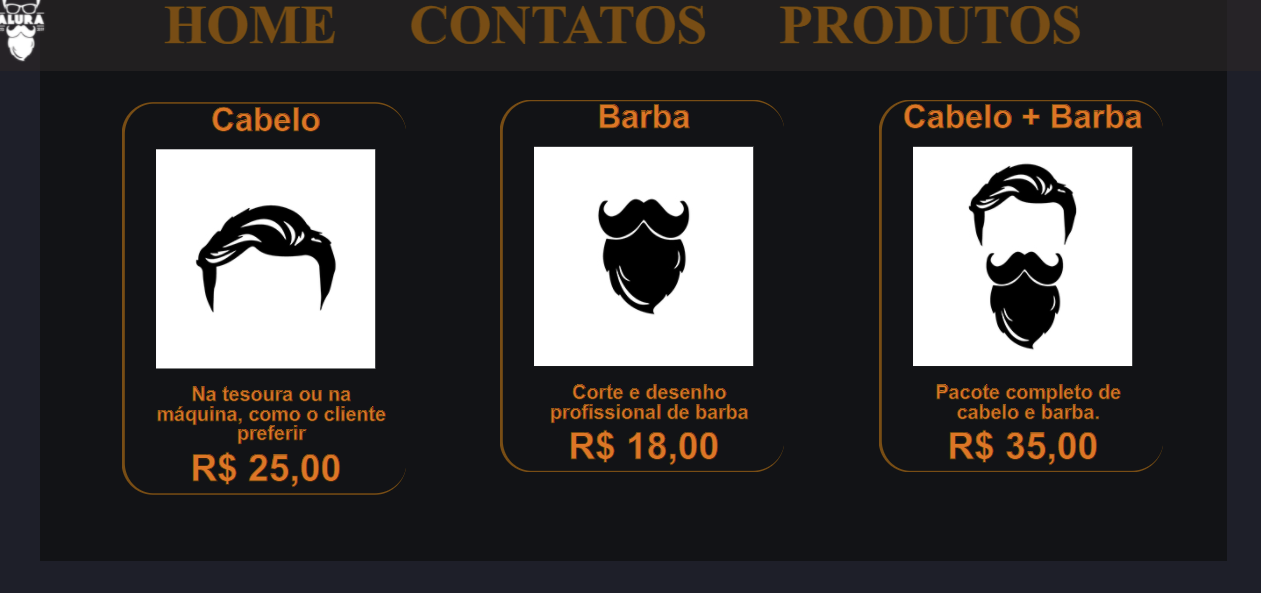 ALURA
HOME CONTATOS PRODUTOS
Cabelo
Na tesoura ou na
máquina, como o cliente
preferir
R$ 25,00
Barba
Corte e desenho
profissional de barba
R$ 18,00
Cabelo + Barba
Pacote completo de
cabelo e barba.
R$ 35,00